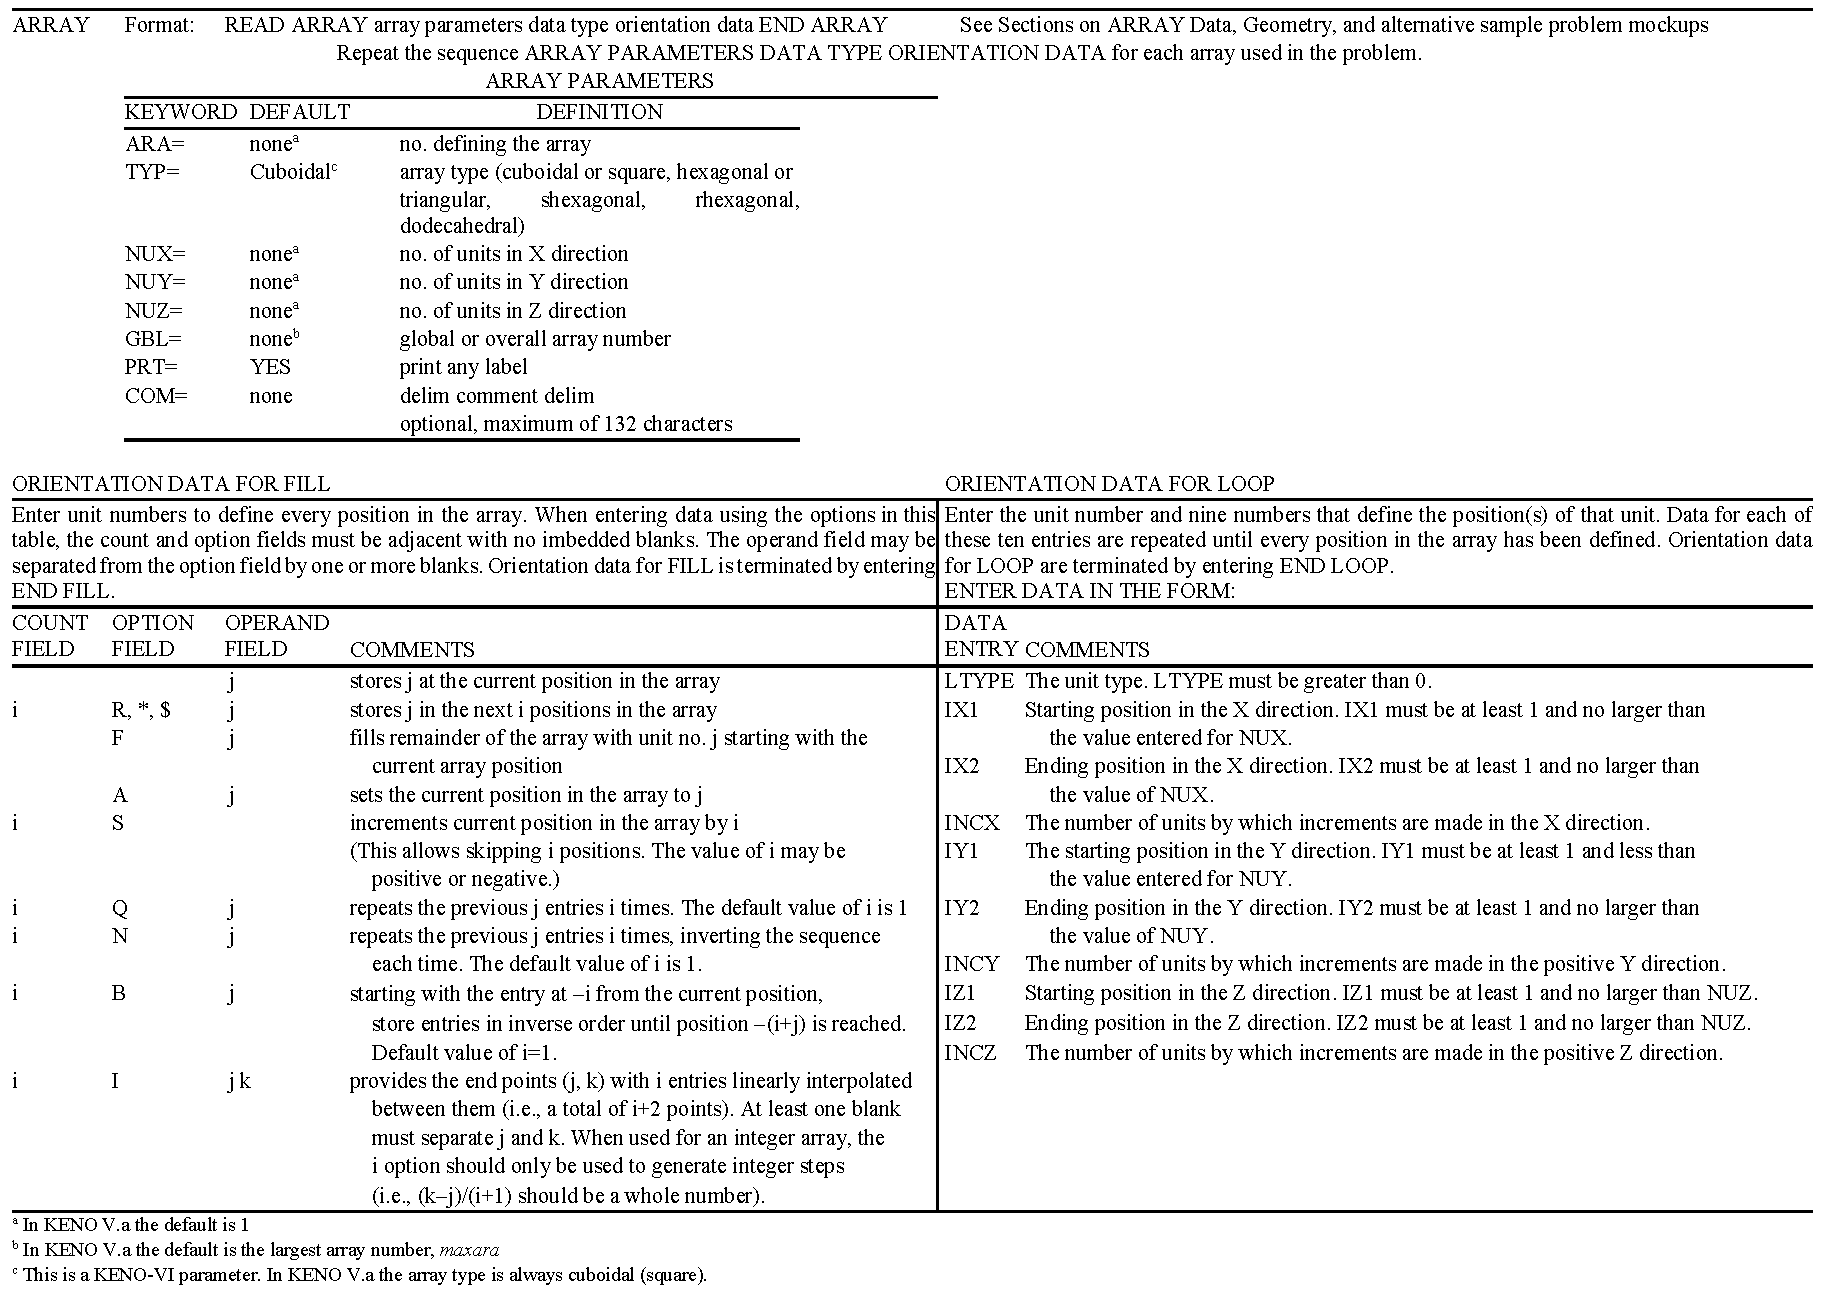 ARRAY Format: READ ARRAY array parameters data type orientation data END ARRAY See Sections on ARRAY Data, Geometry, and alternative sample problem mockups
Repeat the sequence ARRAY PARAMETERS DATA TYPE ORIENTATION DATA for each array used in the problem.
ARRAY PARAMETERS
KEYWORD DEFAULT DEFINITION
ARA= noneᵃ no. defining the array
TYP= Cuboidalᶜ array type (cuboidal or square, hexagonal or
triangular, shexagonal, rhexagonal,
dodecahedral)
NUX= noneᵃ no. of units in X direction
NUY= noneᵃ no. of units in Y direction
NUZ= noneᵃ no. of units in Z direction
GBL= noneᵇ global or overall array number
PRT= YES print any label
COM= none delim comment delim
optional, maximum of 132 characters
ORIENTATION DATA FOR FILL
Enter unit numbers to define every position in the array. When entering data using the options in this
table, the count and option fields must be adjacent with no imbedded blanks. The operand field may be
separated from the option field by one or more blanks. Orientation data for FILL is terminated by entering
END FILL.
COUNT OPTION OPERAND
FIELD FIELD FIELD COMMENTS
j stores j at the current position in the array
i R, *, $ j stores j in the next i positions in the array
F j fills remainder of the array with unit no. j starting with the
current array position
A j sets the current position in the array to j
i S increments current position in the array by i
(This allows skipping i positions. The value of i may be
positive or negative.)
i Q j repeats the previous j entries i times. The default value of i is 1
i N j repeats the previous j entries i times, inverting the sequence
each time. The default value of i is 1.
i B j starting with the entry at –i from the current position,
store entries in inverse order until position –(i+j) is reached.
Default value of i=1.
i I j k provides the end points (j, k) with i entries linearly interpolated
between them (i.e., a total of i+2 points). At least one blank
must separate j and k. When used for an integer array, the
i option should only be used to generate integer steps
(i.e., (k–j)/(i+1) should be a whole number).
ORIENTATION DATA FOR LOOP
Enter the unit number and nine numbers that define the position(s) of that unit. Data for each of
these ten entries are repeated until every position in the array has been defined. Orientation data
for LOOP are terminated by entering END LOOP.
ENTER DATA IN THE FORM:
DATA
ENTRY COMMENTS
LTYPE The unit type. LTYPE must be greater than 0.
IX1 Starting position in the X direction. IX1 must be at least 1 and no larger than
the value entered for NUX.
IX2 Ending position in the X direction. IX2 must be at least 1 and no larger than
the value of NUX.
INCX The number of units by which increments are made in the X direction.
IY1 The starting position in the Y direction. IY1 must be at least 1 and less than
the value entered for NUY.
IY2 Ending position in the Y direction. IY2 must be at least 1 and no larger than
the value of NUY.
INCY The number of units by which increments are made in the positive Y direction.
IZ1 Starting position in the Z direction. IZ1 must be at least 1 and no larger than NUZ.
IZ2 Ending position in the Z direction. IZ2 must be at least 1 and no larger than NUZ.
INCZ The number of units by which increments are made in the positive Z direction.
ᵃ In KENO V.a the default is 1
ᵇ In KENO V.a the default is the largest array number, maxara
ᶜ This is a KENO-VI parameter. In KENO V.a the array type is always cuboidal (square).